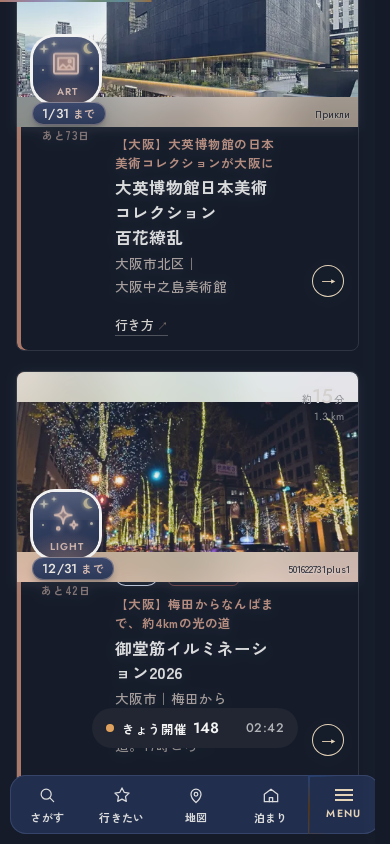 ART
Прикли
1/31 まで
あと73日
【大阪】大英博物館の日本
美術コレクションが大阪に
大英博物館日本美術
コレクション
百花繚乱
大阪市北区｜
大阪中之島美術館
→
行き方 ↗
約15分
1.3 km
LIGHT
12/31 まで
501622731plus1
あと42日
【大阪】梅田からなんばま
で、約4kmの光の道
御堂筋イルミネーシ
ョン2026
大阪市｜梅田から
きょう開催 148 02:42
→
さがす 行きたい 地図 泊まり MENU